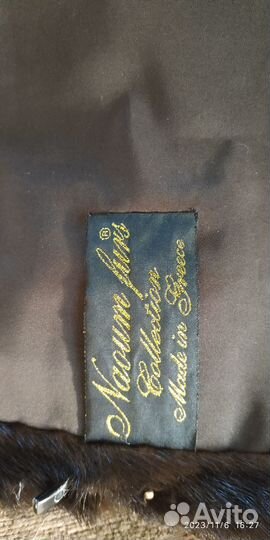 Naoum furs®
Collection
Made in Greece
2023/11/6 16:27
Avito